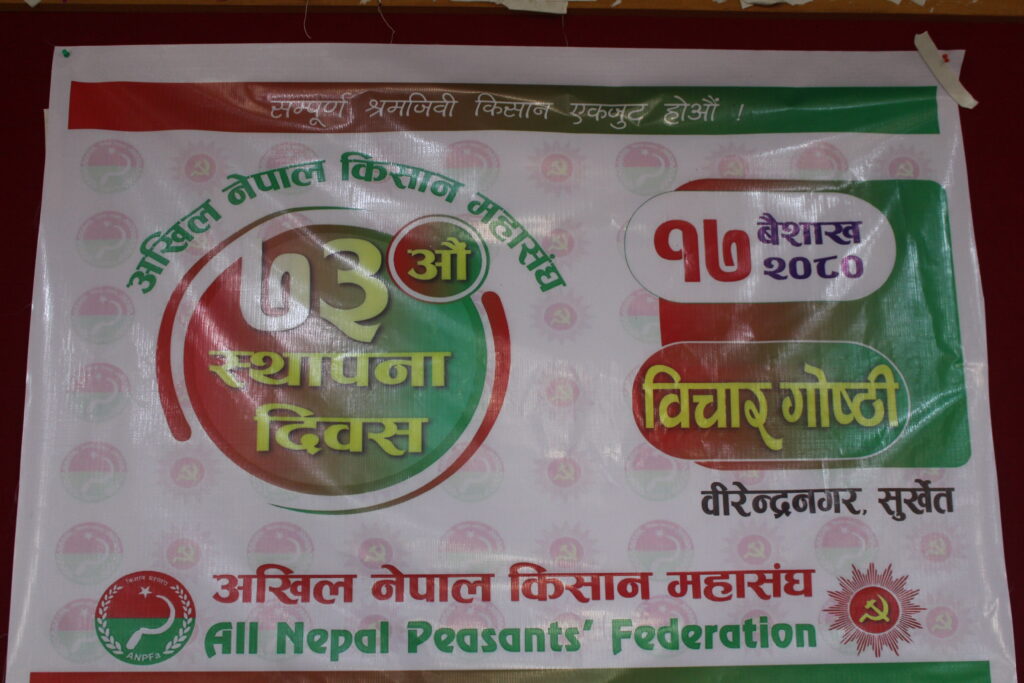 सम्पूर्ण श्रमजिवी किसान एकजुट होऔं !
अखिल नेपाल किसान महासंघ
७३ औं
स्थापना
दिवस
१७ बैशाख
२०८०
विचार गोष्ठी
वीरेन्द्रनगर, सुर्खेत
अखिल नेपाल किसान महासंघ
All Nepal Peasants' Federation
ANPFa